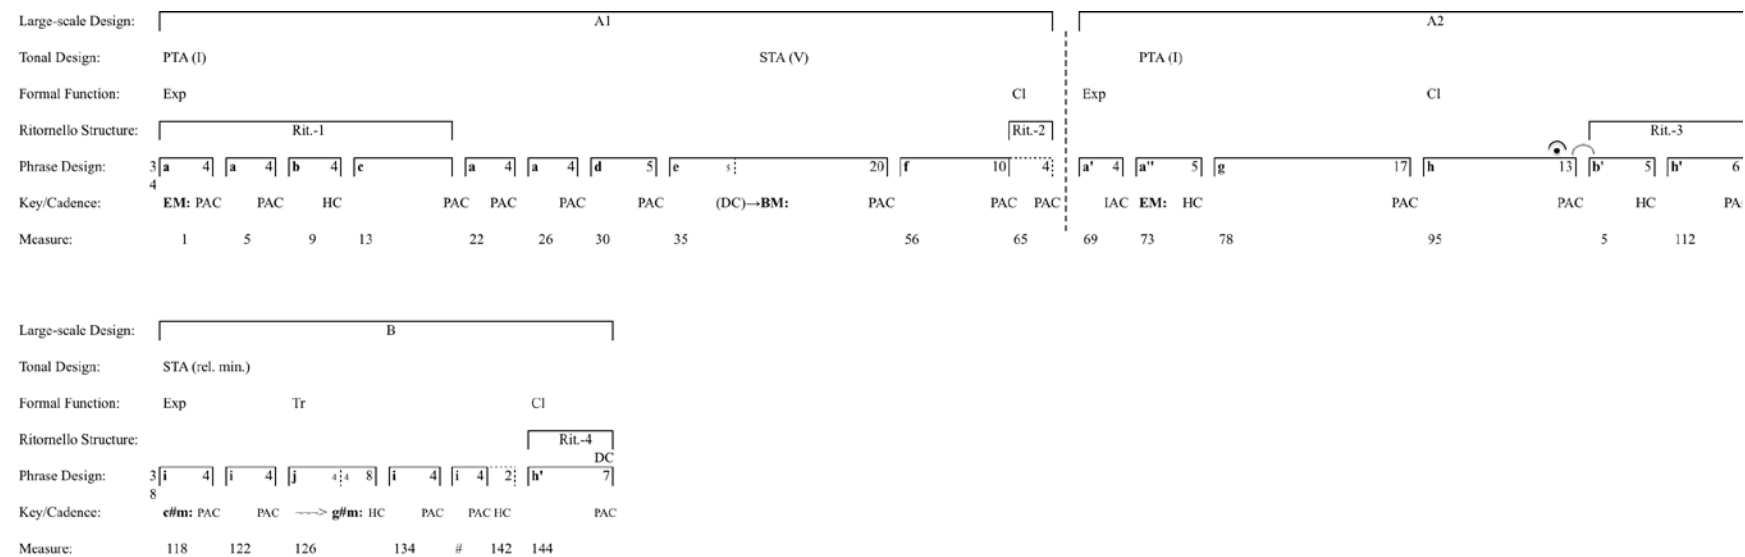 Large-scale Design: A1 A2
Tonal Design: PTA (I) STA (V) PTA (I)
Formal Function: Exp Cl Exp Cl
Ritornello Structure: Rit.-1 Rit.-2 Rit.-3
Phrase Design: 3 4 a 4 a 4 b 4 c a 4 a 4 d 5 e 5 20 f 10 4 a' 4 a'' 5 g 17 h 13 b' 5 h' 6
Key/Cadence: EM: PAC PAC HC PAC PAC PAC PAC (DC)→BM: PAC PAC PAC IAC EM: HC PAC PAC HC PA
Measure: 1 5 9 13 22 26 30 35 56 65 69 73 78 95 5 112
Large-scale Design: B
Tonal Design: STA (rel. min.)
Formal Function: Exp Tr Cl
Ritornello Structure: Rit.-4
DC
Phrase Design: 3 8 i 4 i 4 j 4 4 8 i 4 i 4 2 h' 7
Key/Cadence: c#m: PAC PAC ---> g#m: HC PAC PAC HC PAC
Measure: 118 122 126 134 # 142 144